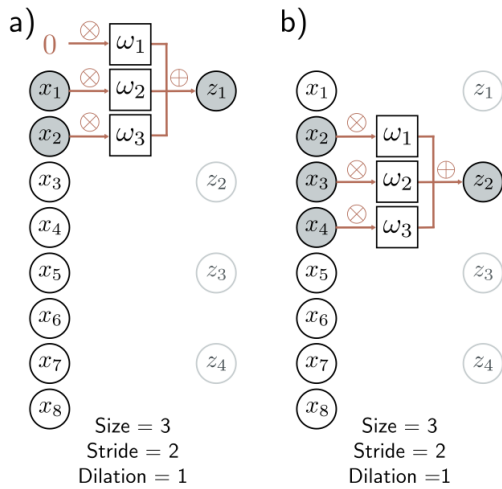 a)
0 ⊗ ω₁
x₁ ⊗ ω₂ ⊕ z₁
x₂ ⊗ ω₃
x₃ z₂
x₄
x₅ z₃
x₆
x₇ z₄
x₈
Size = 3
Stride = 2
Dilation = 1
b)
x₁ z₁
x₂ ⊗ ω₁
x₃ ⊗ ω₂ ⊕ z₂
x₄ ⊗ ω₃
x₅ z₃
x₆
x₇ z₄
x₈
Size = 3
Stride = 2
Dilation =1